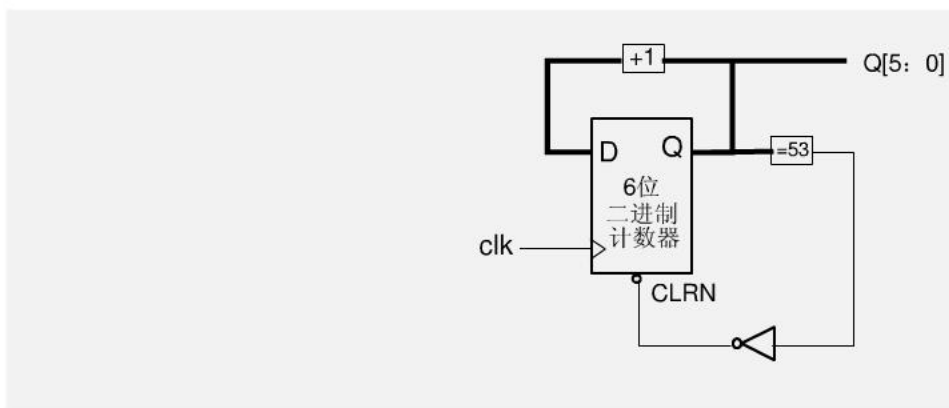 +1
Q[5：0]
D
Q
=53
6位
二进制
计数器
clk
CLRN